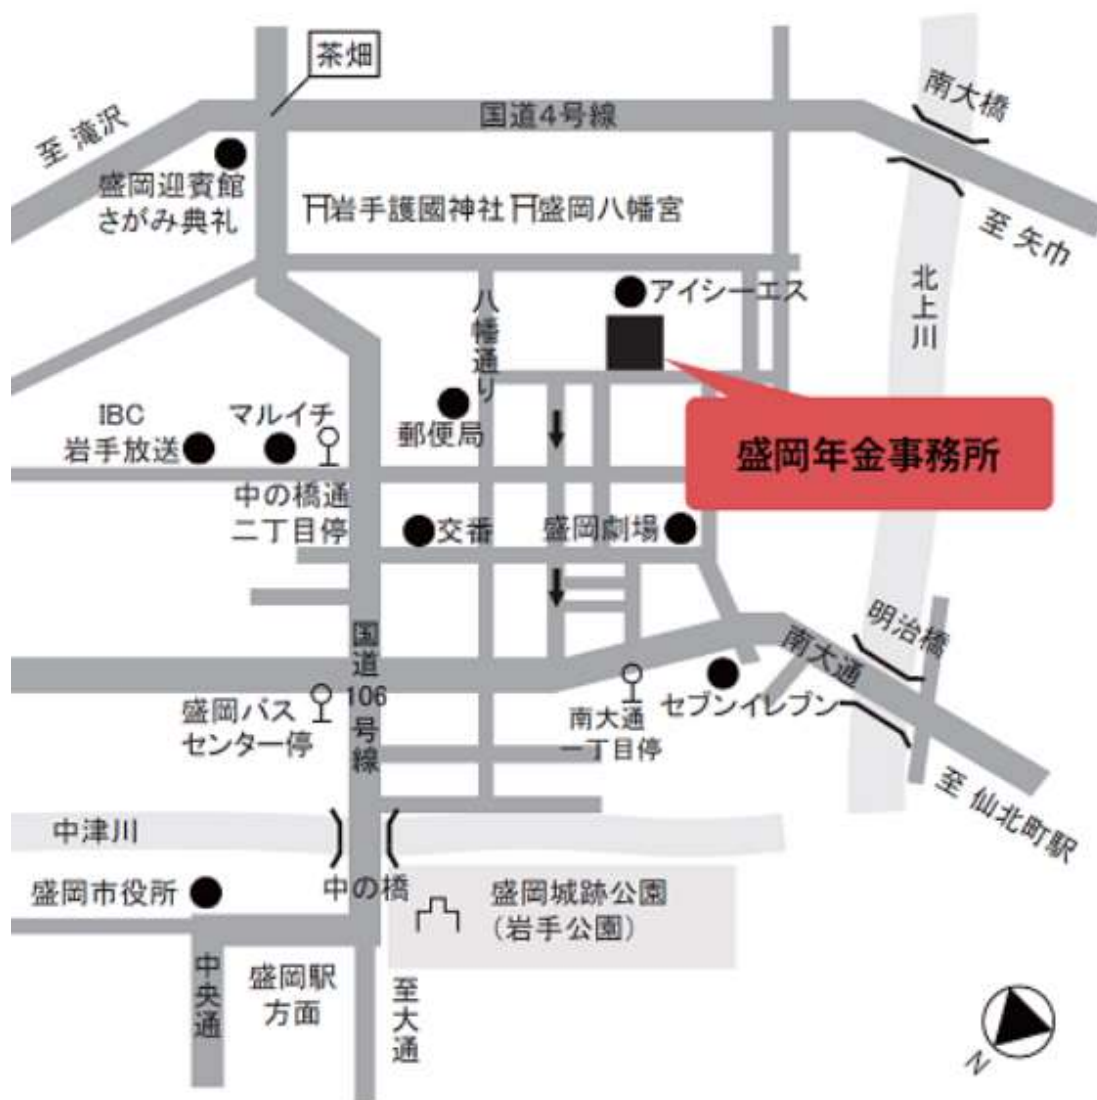 茶畑
国道4号線
南大橋
至 滝沢
盛岡迎賓館
さがみ典礼
岩手護國神社
盛岡八幡宮
至 矢巾
北上川
アイシーエス
八幡通り
IBC
岩手放送
マルイチ
郵便局
盛岡年金事務所
中の橋通
二丁目停
交番
盛岡劇場
明治橋
国道106号線
南大通
盛岡バス
センター停
南大通
一丁目停
セブンイレブン
至 仙北町駅
中津川
盛岡市役所
中の橋
盛岡城跡公園
(岩手公園)
中央通
盛岡駅
方面
至大通
N